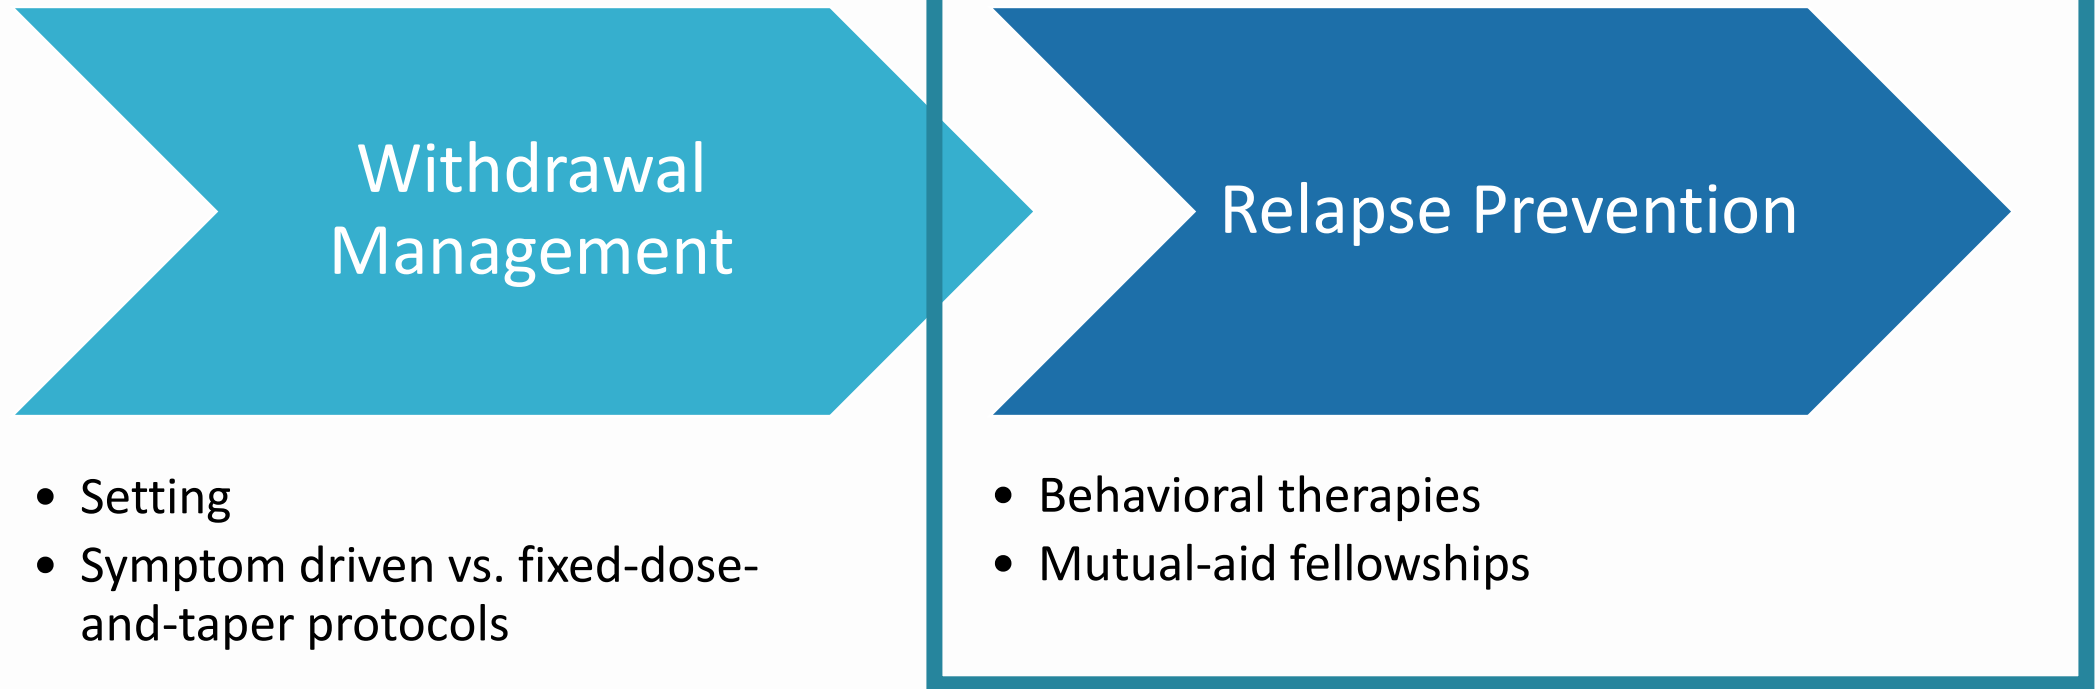 Withdrawal
Management
• Setting
• Symptom driven vs. fixed-dose-
and-taper protocols
Relapse Prevention
• Behavioral therapies
• Mutual-aid fellowships